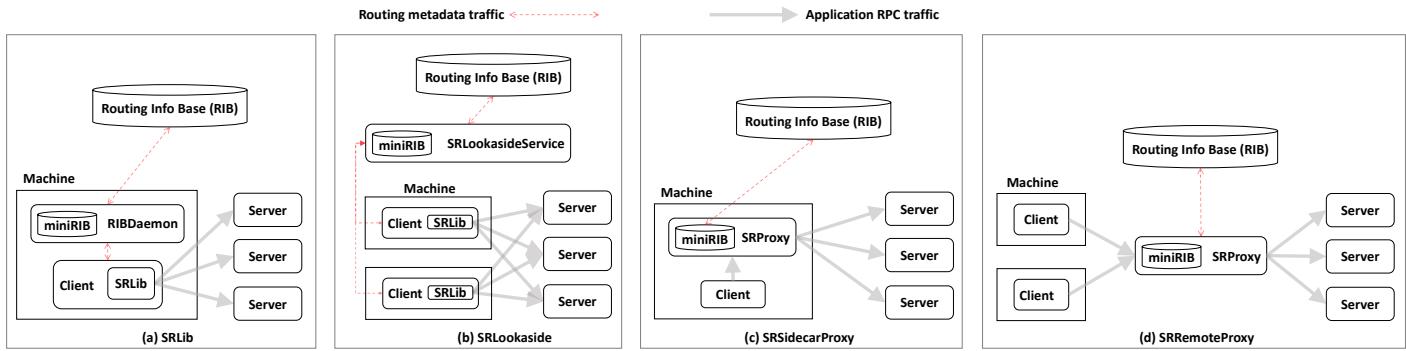 Routing metadata traffic
Application RPC traffic
Routing Info Base (RIB)
Machine
miniRIB
RIBDaemon
Client
SRLib
Server
Server
Server
(a) SRLib
Routing Info Base (RIB)
miniRIB
SRLookasideService
Machine
Client
SRLib
Client
SRLib
Server
Server
Server
(b) SRLookaside
Routing Info Base (RIB)
Machine
miniRIB
SRProxy
Client
Server
Server
Server
(c) SRSidecarProxy
Routing Info Base (RIB)
Machine
Client
Client
miniRIB
SRProxy
Server
Server
Server
(d) SRRemoteProxy